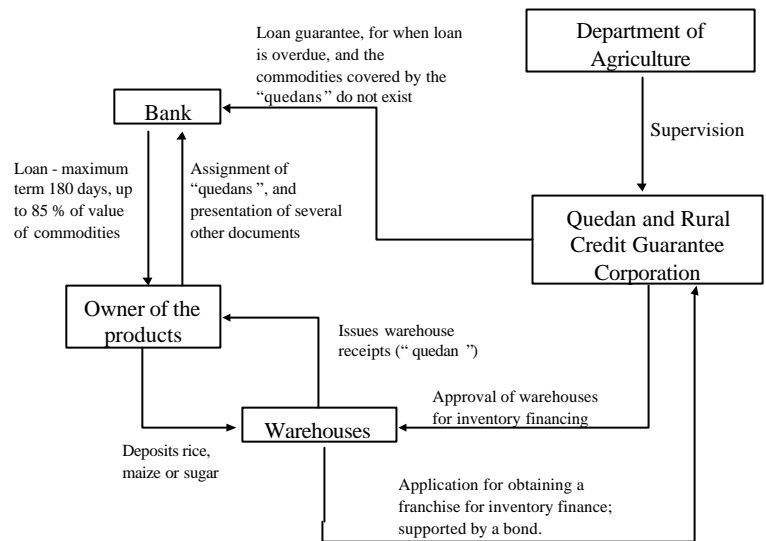 Loan guarantee, for when loan
is overdue, and the
commodities covered by the
“quedans” do not exist
Department of
Agriculture
Bank
Supervision
Loan - maximum
term 180 days, up
to 85 % of value
of commodities
Assignment of
“quedans”, and
presentation of several
other documents
Quedan and Rural
Credit Guarantee
Corporation
Owner of the
products
Issues warehouse
receipts (“ quedan ”)
Approval of warehouses
for inventory financing
Warehouses
Deposits rice,
maize or sugar
Application for obtaining a
franchise for inventory finance;
supported by a bond.